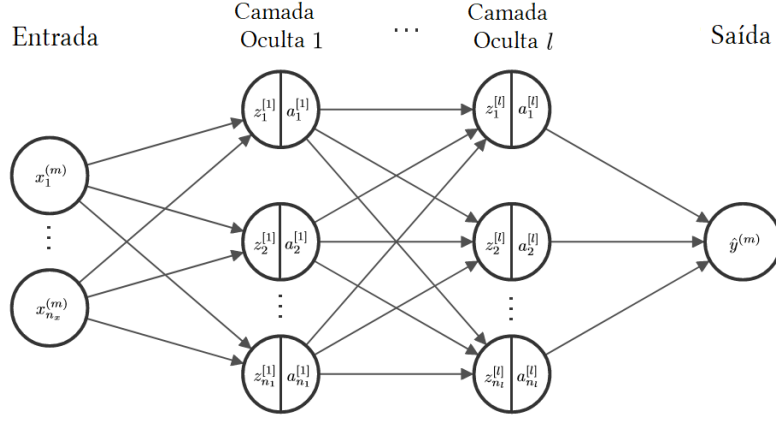 Entrada
Camada
Oculta 1
...
Camada
Oculta l
Saída
x_1^{(m)}
⋮
x_{n_x}^{(m)}
z_1^{[1]} a_1^{[1]}
z_2^{[1]} a_2^{[1]}
⋮
z_{n_1}^{[1]} a_{n_1}^{[1]}
z_1^{[l]} a_1^{[l]}
z_2^{[l]} a_2^{[l]}
⋮
z_{n_l}^{[l]} a_{n_l}^{[l]}
ŷ^{(m)}